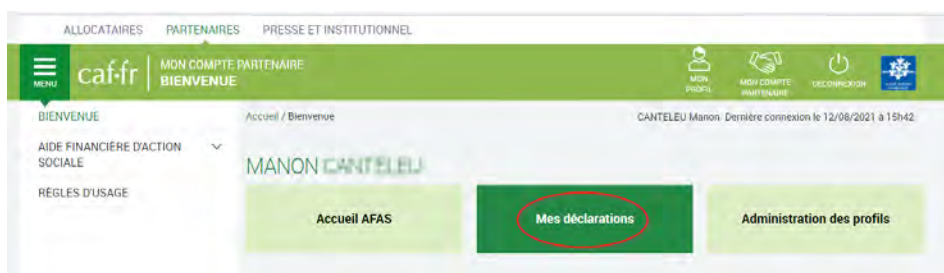 ALLOCATAIRES PARTENAIRES PRESSE ET INSTITUTIONNEL
MENU caf.fr MON COMPTE PARTENAIRE
BIENVENUE
MON PROFIL MON COMPTE PARTENAIRE DECONNEXION
BIENVENUE
Accueil / Bienvenue CANTELEU Manon Dernière connexion le 12/08/2021 à 15h42
AIDE FINANCIÈRE D'ACTION
SOCIALE
MANON CANTELEU
RÈGLES D'USAGE
Accueil AFAS Mes déclarations Administration des profils